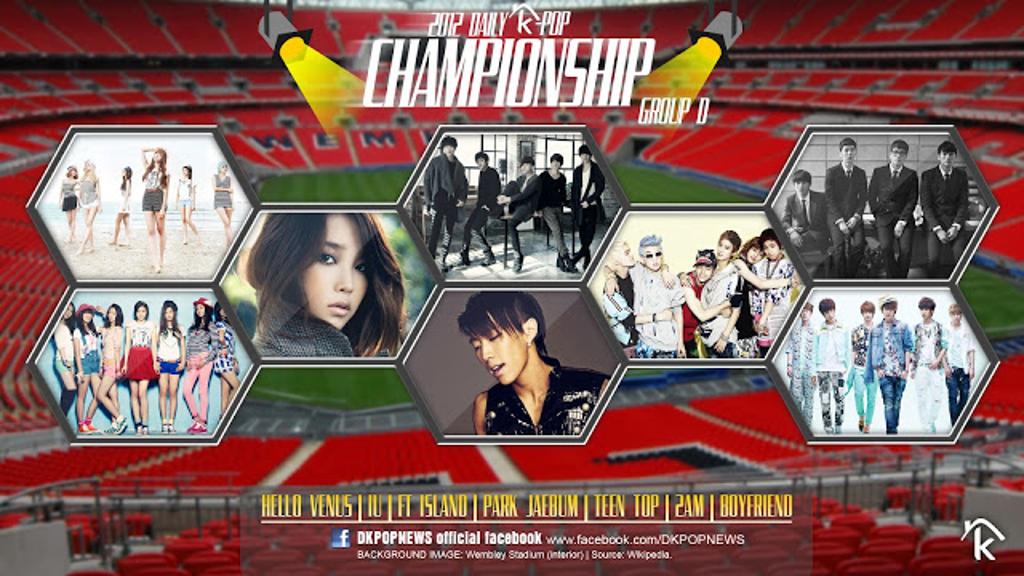 2012 DAILY K-POP
CHAMPIONSHIP
GROUP D
WEM
HELLO VENUS | IU | FT ISLAND | PARK JAEBUM | TEEN TOP | 2AM | BOYFRIEND
f DKPOPNEWS official facebook www.facebook.com/DKPOPNEWS
BACKGROUND IMAGE: Wembley Stadium (interior) | Source: Wikipedia.
k